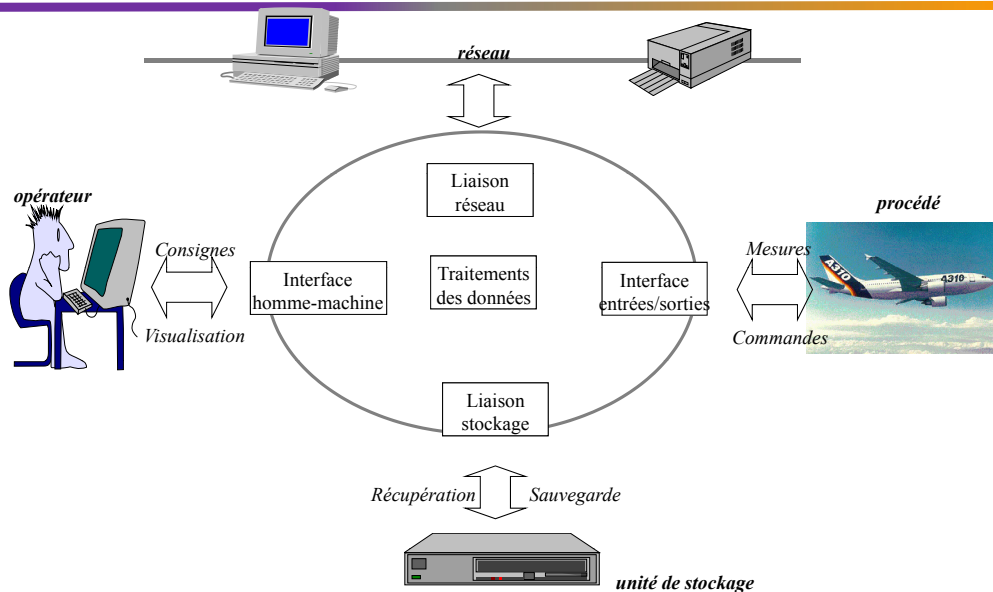 réseau
Liaison
réseau
opérateur
procédé
Consignes
Mesures
Interface
homme-machine
Traitements
des données
Interface
entrées/sorties
A310
A310
Visualisation
Commandes
Liaison
stockage
Récupération
Sauvegarde
unité de stockage